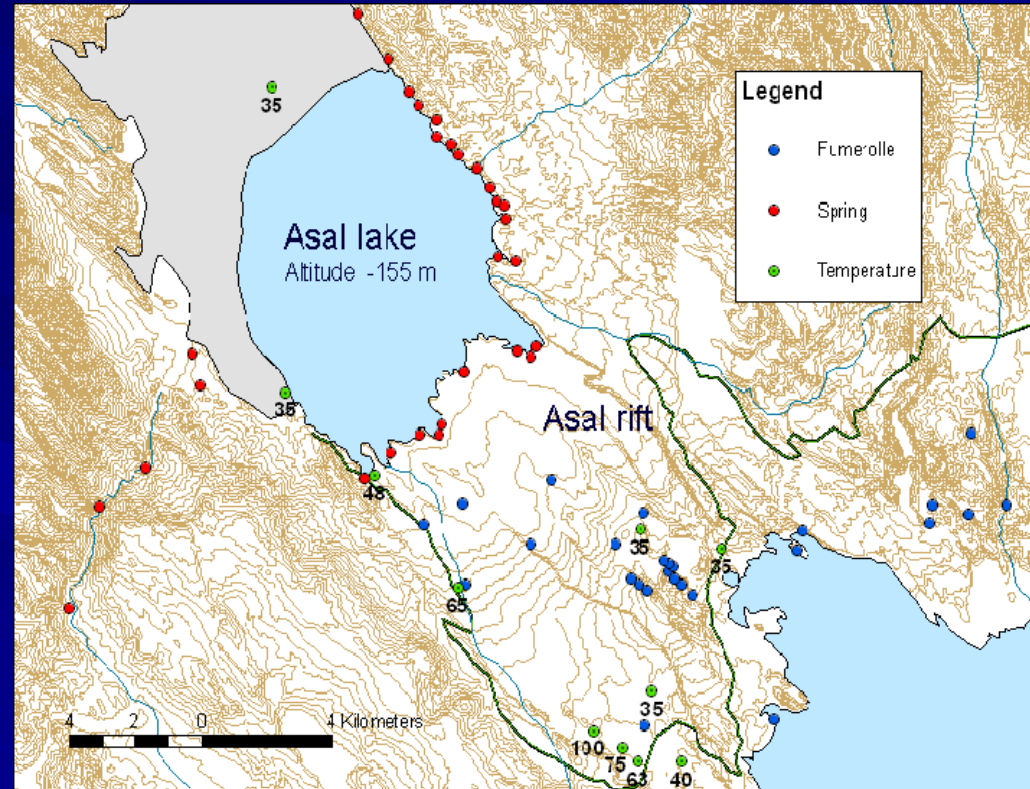 35
Legend
Fumerolle
Spring
Temperature
Asal lake
Altitude -155 m
35
Asal rift
48
35
35
65
35
4 2 0 4 Kilometers
100
75
63
40